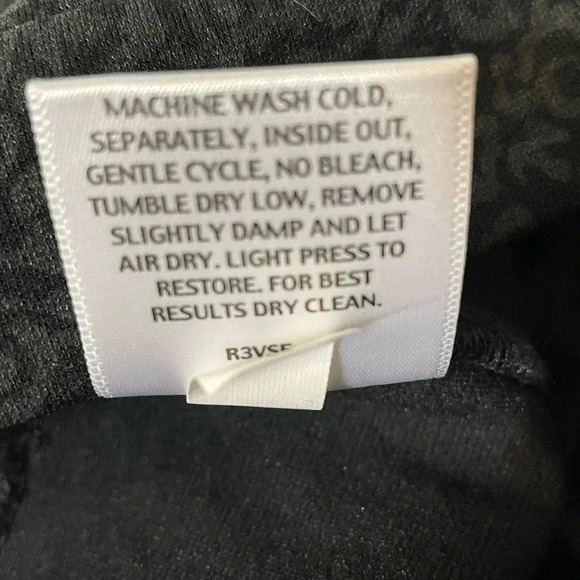 MACHINE WASH COLD,
SEPARATELY, INSIDE OUT,
GENTLE CYCLE, NO BLEACH,
TUMBLE DRY LOW, REMOVE
SLIGHTLY DAMP AND LET
AIR DRY. LIGHT PRESS TO
RESTORE. FOR BEST
RESULTS DRY CLEAN.